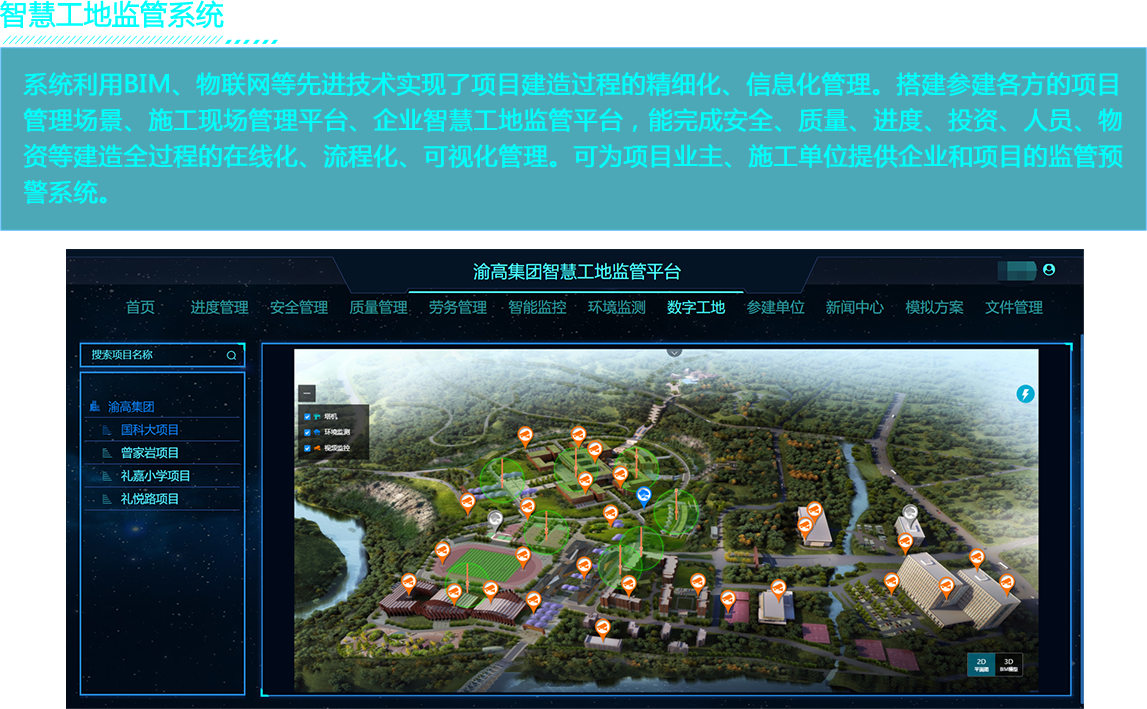 智慧工地监管系统
系统利用BIM、物联网等先进技术实现了项目建造过程的精细化、信息化管理。搭建参建各方的项目
管理场景、施工现场管理平台、企业智慧工地监管平台，能完成安全、质量、进度、投资、人员、物
资等建造全过程的在线化、流程化、可视化管理。可为项目业主、施工单位提供企业和项目的监管预
警系统。
渝高集团智慧工地监管平台
首页 进度管理 安全管理 质量管理 劳务管理 智能监控 环境监测 数字工地 参建单位 新闻中心 模拟方案 文件管理
搜索项目名称
渝高集团
国科大项目
曾家岩项目
礼嘉小学项目
礼悦路项目
塔机
环境监测
视频监控
2D 3D
平面图 BIM模型